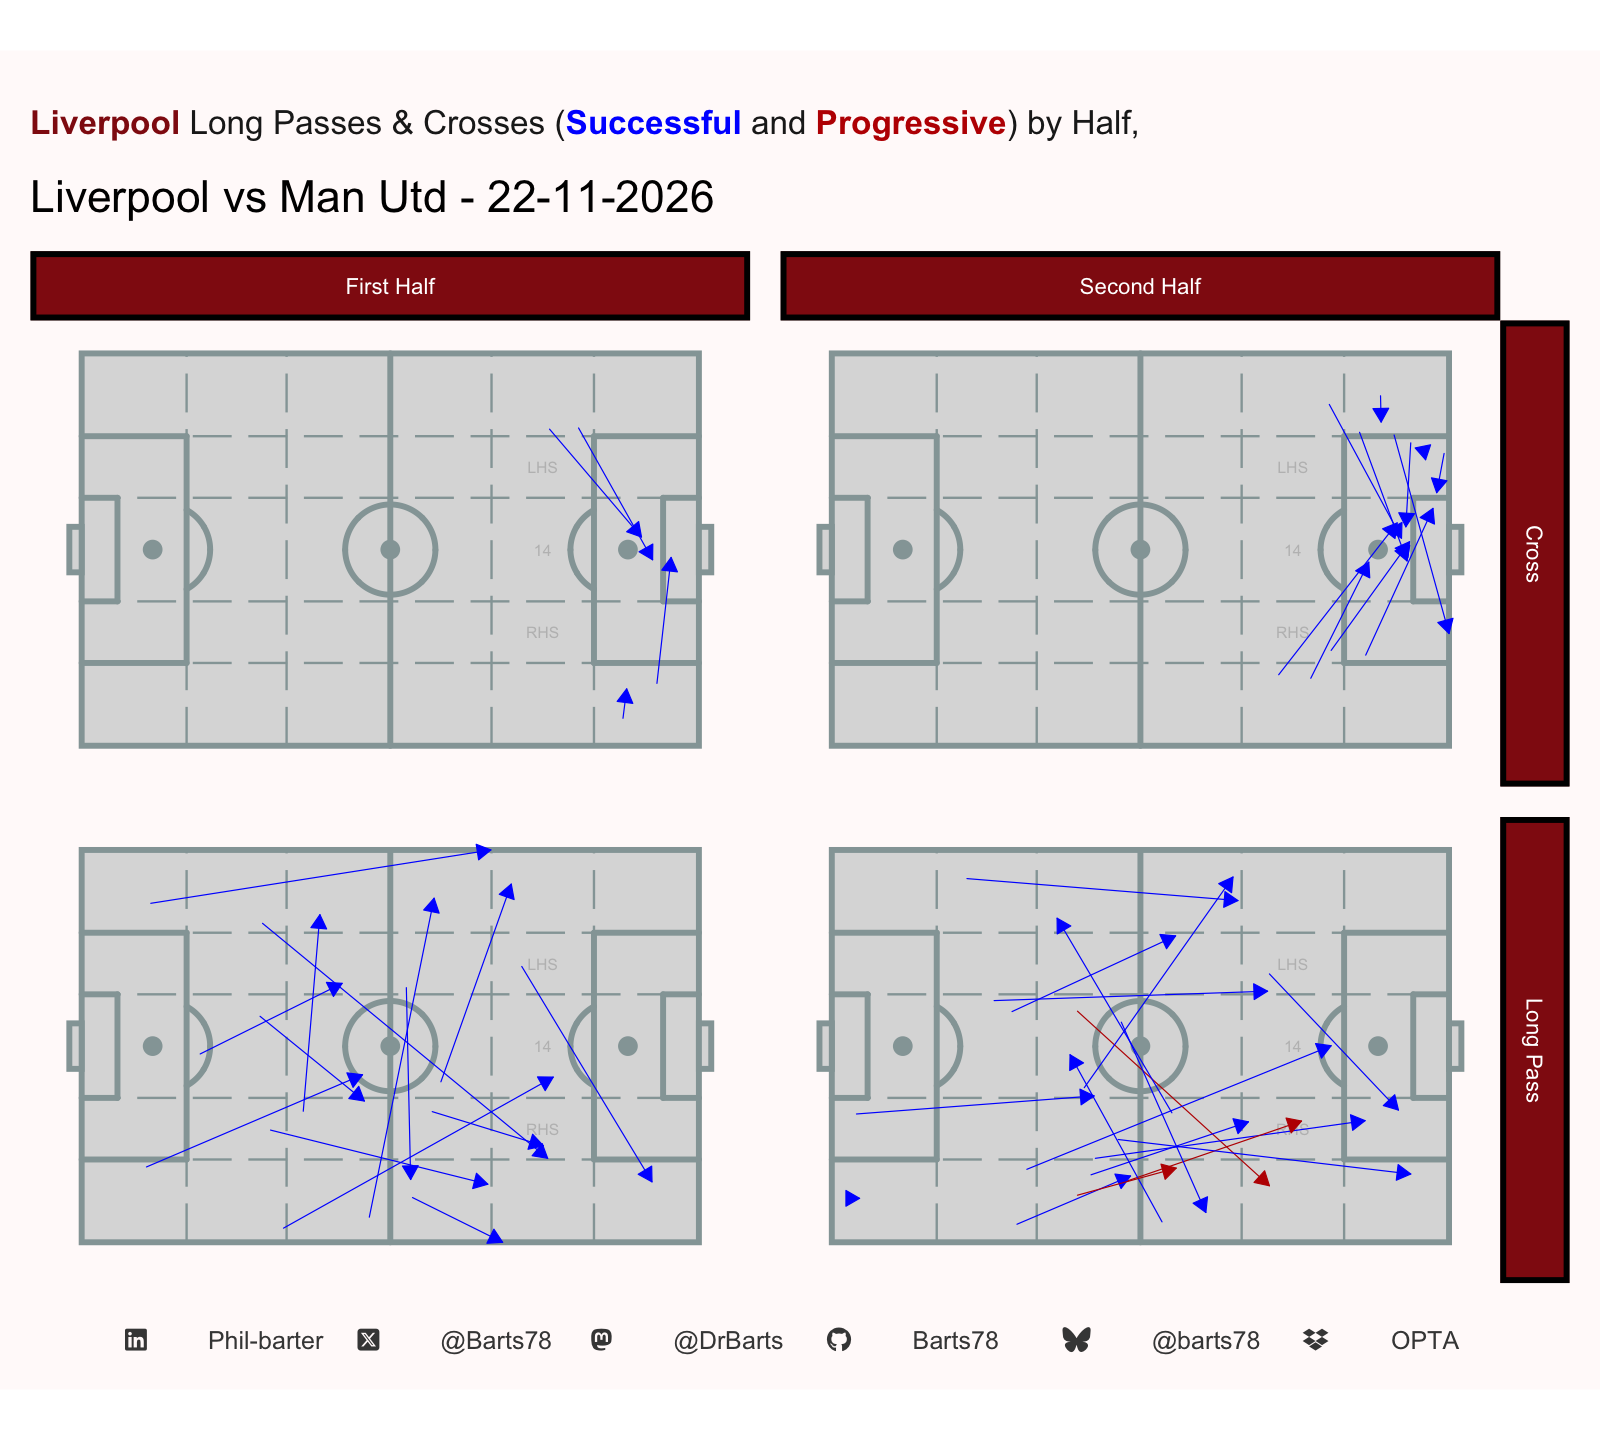 Liverpool Long Passes & Crosses (Successful and Progressive) by Half,
Liverpool vs Man Utd - 22-11-2026
First Half
Second Half
LHS
14
RHS
LHS
14
RHS
Cross
LHS
14
RHS
LHS
14
RHS
Long Pass
Phil-barter @Barts78 @DrBarts Barts78 @barts78 OPTA